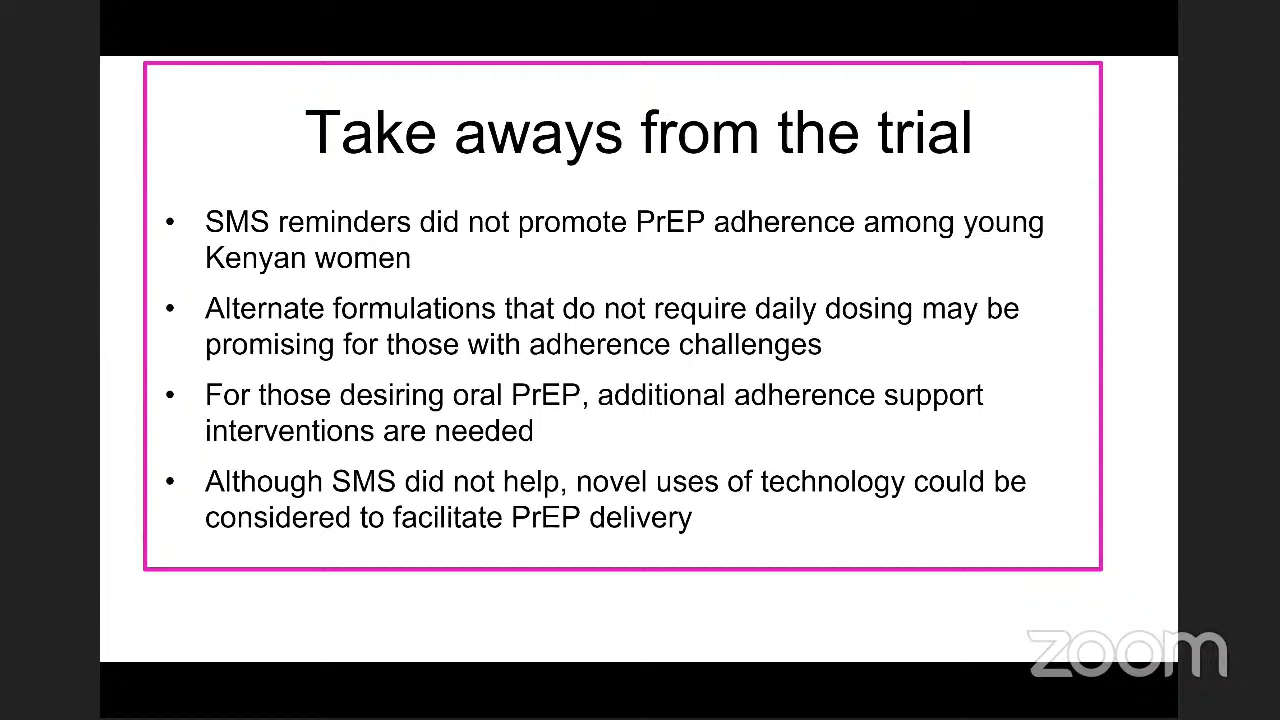 Take aways from the trial
• SMS reminders did not promote PrEP adherence among young
Kenyan women
• Alternate formulations that do not require daily dosing may be
promising for those with adherence challenges
• For those desiring oral PrEP, additional adherence support
interventions are needed
• Although SMS did not help, novel uses of technology could be
considered to facilitate PrEP delivery
zoom